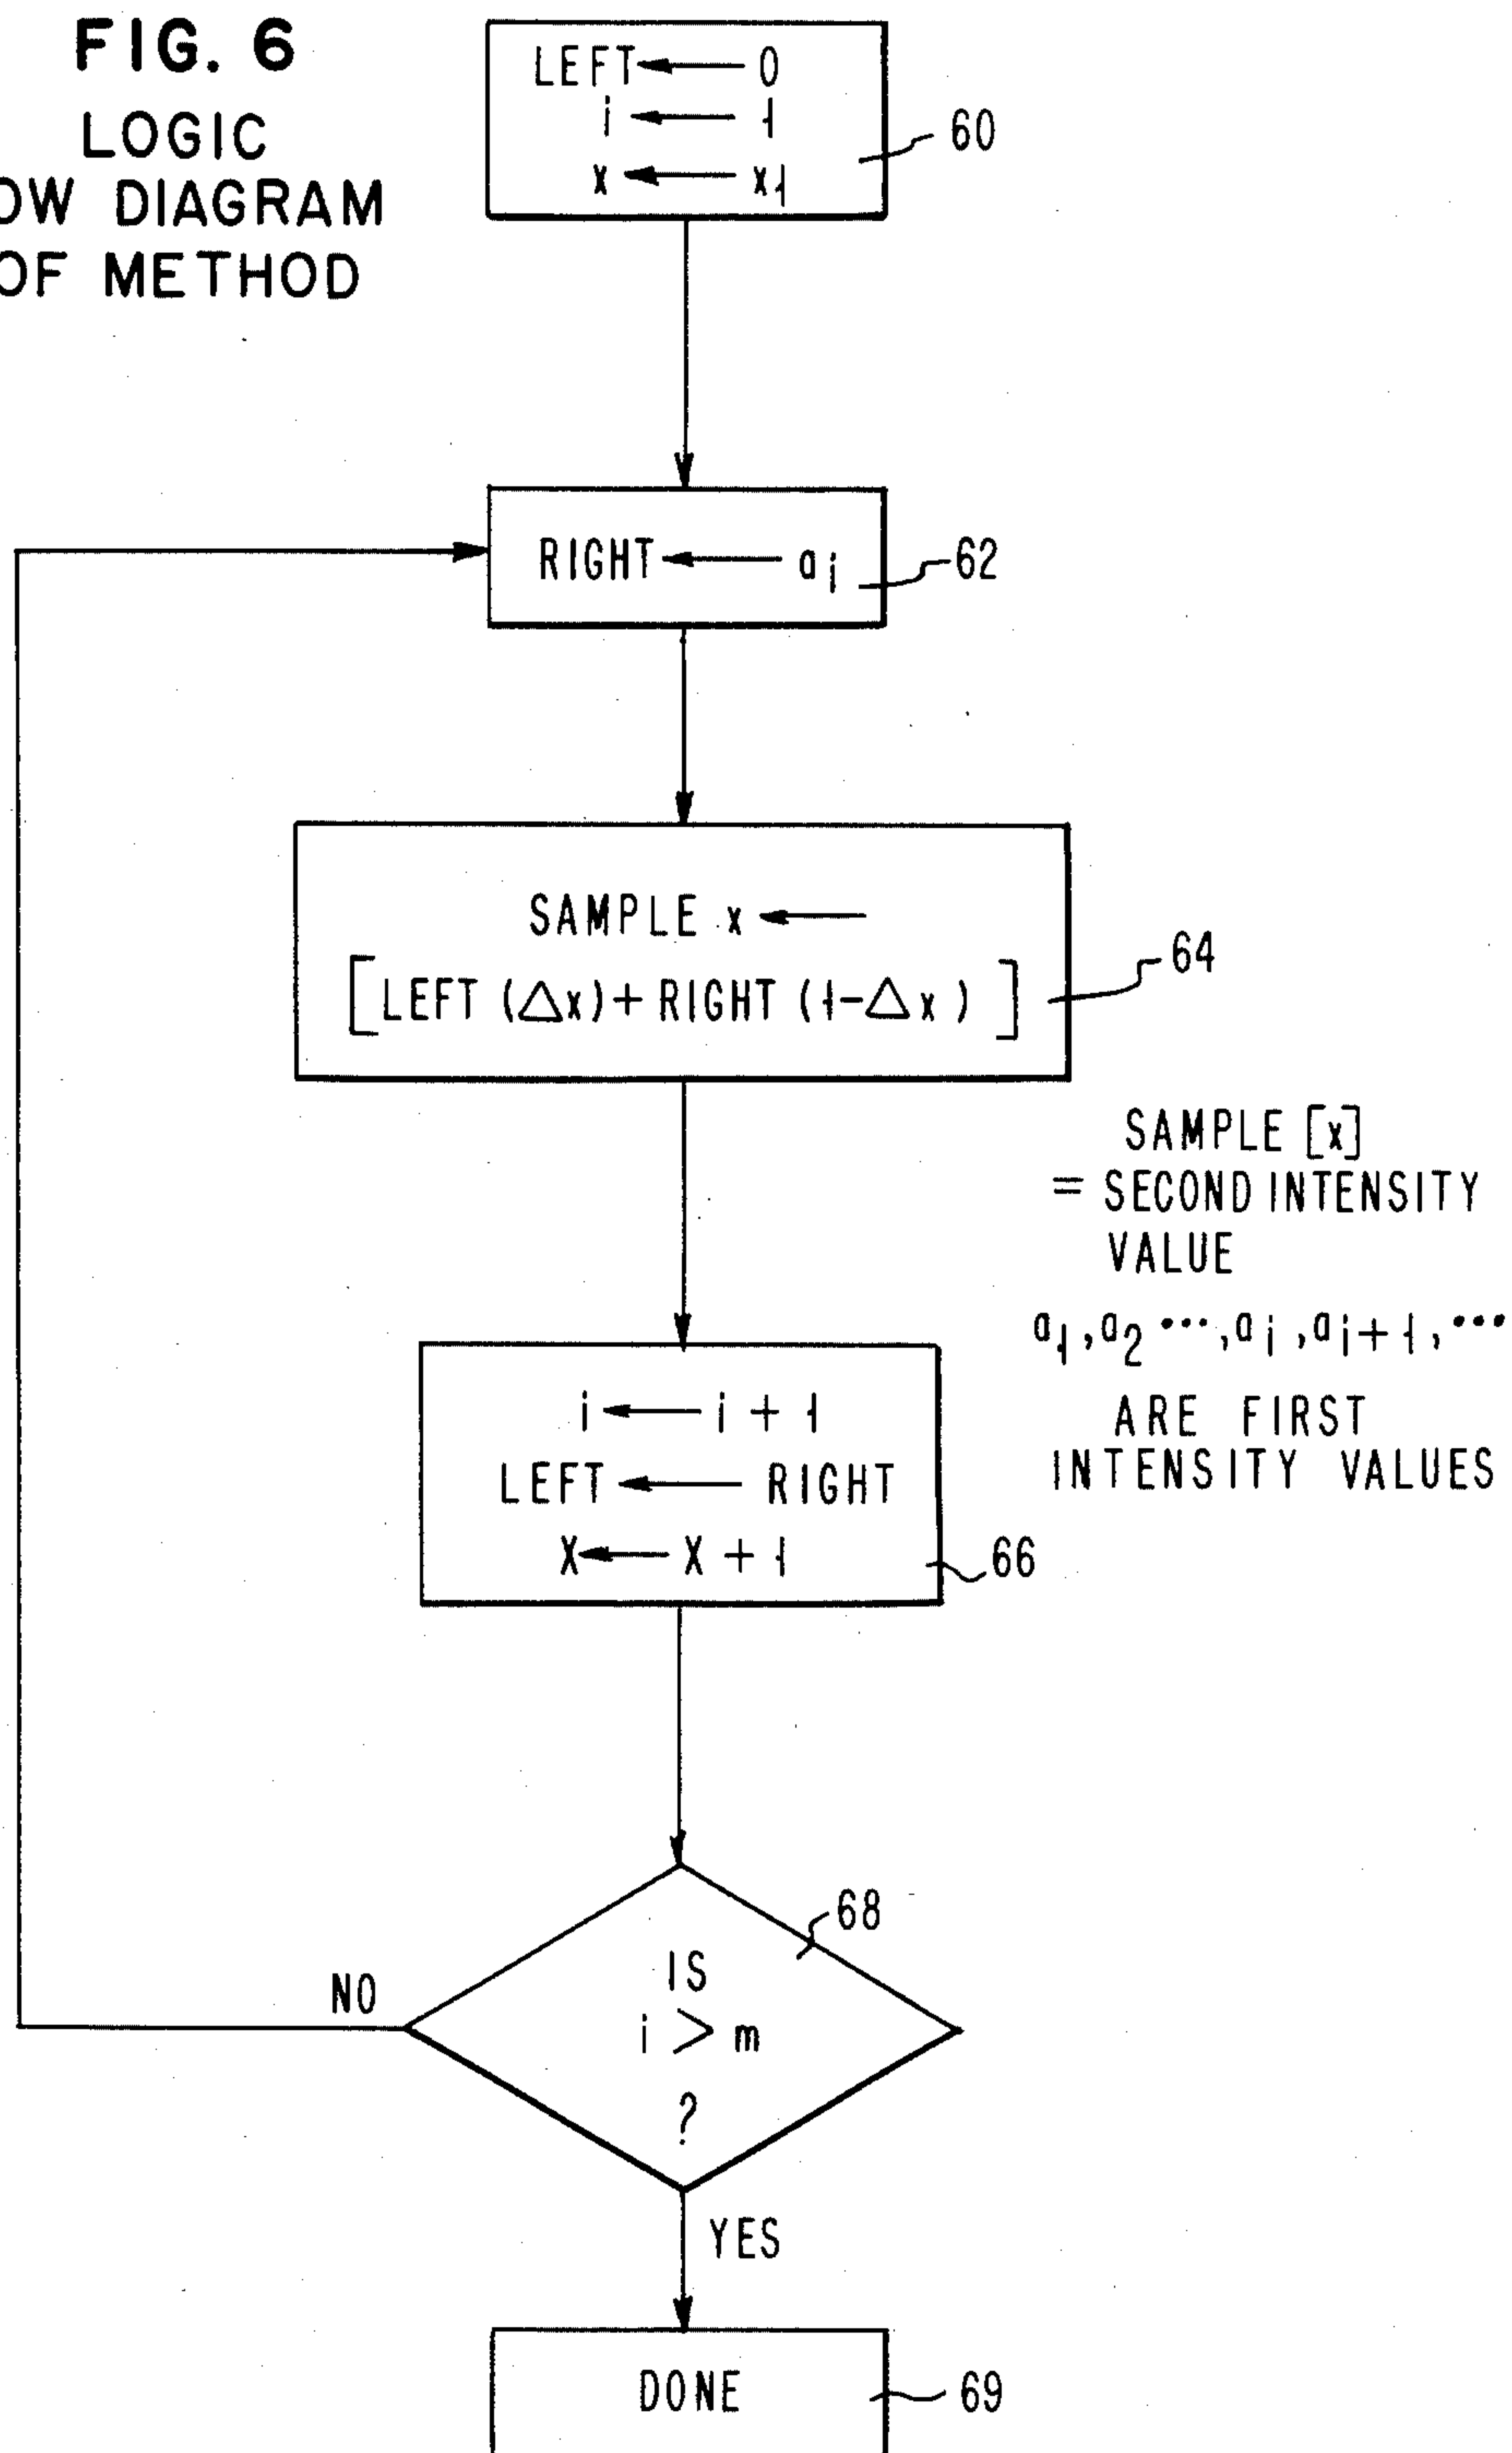 FIG. 6
LOGIC
OW DIAGRAM
OF METHOD
LEFT ← 0
i ← 1
x ← x1
60
RIGHT ← ai
62
SAMPLE x ←
[LEFT (△x) + RIGHT (1-△x)]
64
SAMPLE [x]
= SECOND INTENSITY
VALUE
a1, a2 ..., ai, ai+1, ...
ARE FIRST
INTENSITY VALUES
i ← i + 1
LEFT ← RIGHT
X ← X + 1
66
68
IS
i > m
?
NO
YES
DONE
69